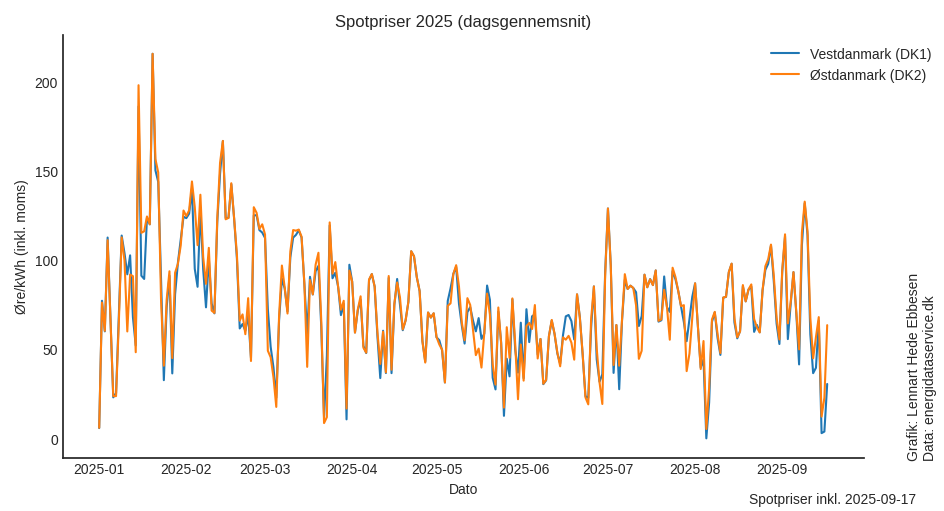 Spotpriser 2025 (dagsgennemsnit)
Vestdanmark (DK1)
Østdanmark (DK2)
Øre/kWh (inkl. moms)
200
150
100
50
0
2025-01
2025-02
2025-03
2025-04
2025-05
2025-06
2025-07
2025-08
2025-09
Dato
Grafik: Lennart Hede Ebbesen
Data: energidataservice.dk
Spotpriser inkl. 2025-09-17